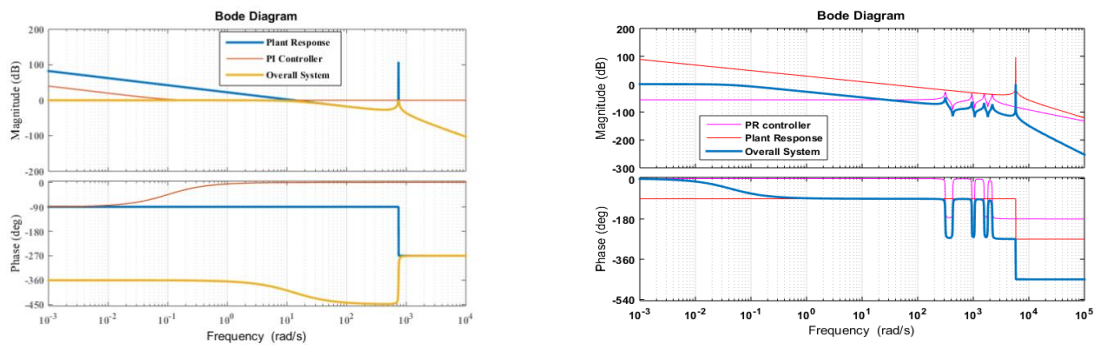 Bode Diagram
200
100
0
-100
-200
Magnitude (dB)
Plant Response
PI Controller
Overall System
0
-90
-180
-270
-360
-450
Phase (deg)
10^-3 10^-2 10^-1 10^0 10^1 10^2 10^3 10^4
Frequency (rad/s)
Bode Diagram
200
100
0
-100
-200
-300
Magnitude (dB)
PR controller
Plant Response
Overall System
0
-180
-360
-540
Phase (deg)
10^-3 10^-2 10^-1 10^0 10^1 10^2 10^3 10^4 10^5
Frequency (rad/s)